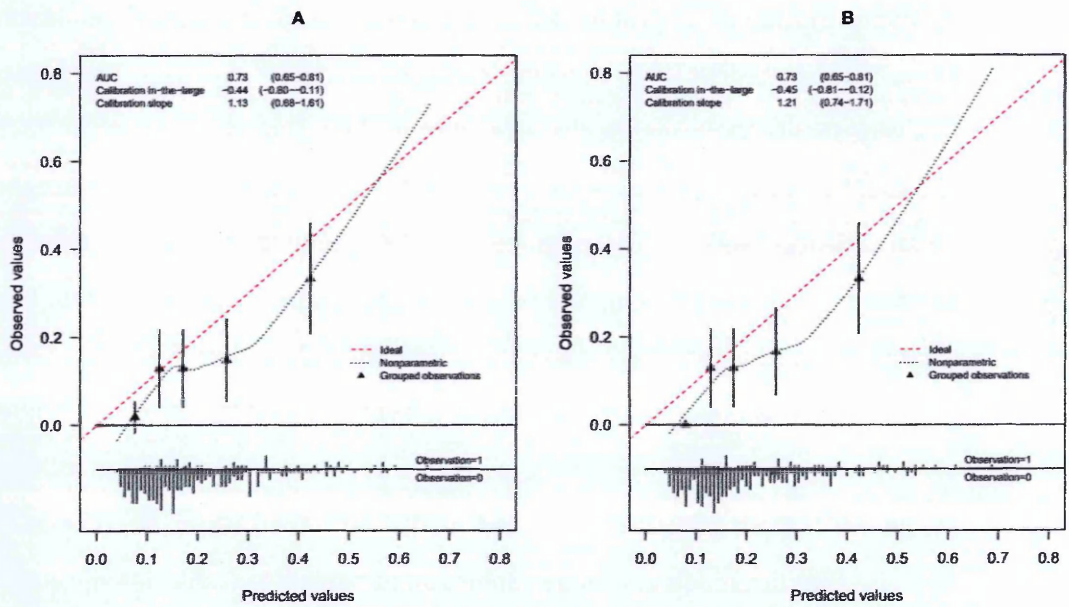 A
AUC 0.73 (0.65–0.81)
Calibration in–the–large –0.44 (–0.80––0.11)
Calibration slope 1.13 (0.68–1.61)
Observed values
0.8
0.6
0.4
0.2
0.0
Ideal
Nonparametric
Grouped observations
Observation=1
Observation=0
0.0 0.1 0.2 0.3 0.4 0.5 0.6 0.7 0.8
Predicted values
B
AUC 0.73 (0.65–0.81)
Calibration in–the–large –0.45 (–0.81––0.12)
Calibration slope 1.21 (0.74–1.71)
Observed values
0.8
0.6
0.4
0.2
0.0
Ideal
Nonparametric
Grouped observations
Observation=1
Observation=0
0.0 0.1 0.2 0.3 0.4 0.5 0.6 0.7 0.8
Predicted values